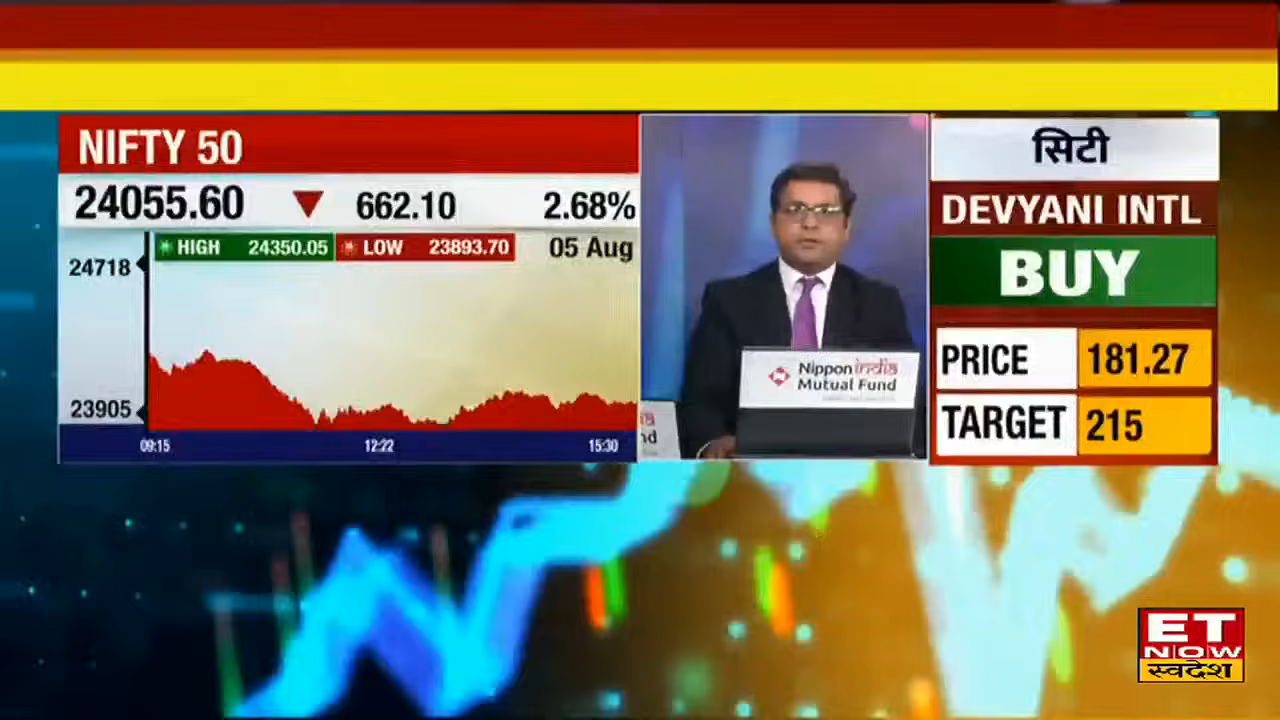 NIFTY 50
24055.60 662.10 2.68%
HIGH 24350.05 LOW 23893.70 05 Aug
24718
23905
09:15 12:22 15:30
Nippon india
Mutual Fund
सिटी
DEVYANI INTL
BUY
PRICE 181.27
TARGET 215
ET
NOW
स्वदेश